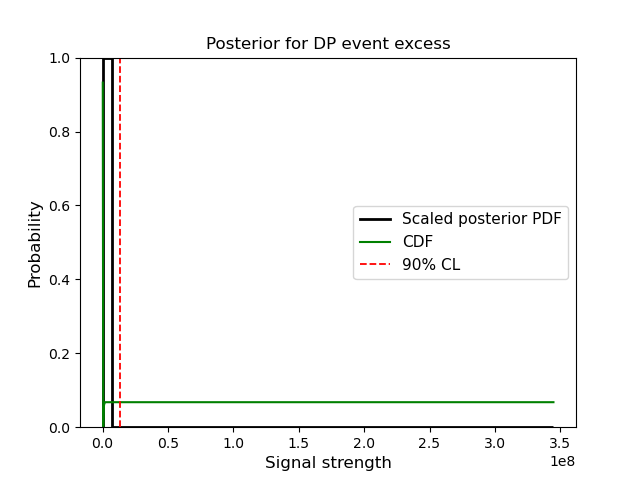 Posterior for DP event excess
Probability
1.0
0.8
0.6
0.4
0.2
0.0
Scaled posterior PDF
CDF
90% CL
0.0 0.5 1.0 1.5 2.0 2.5 3.0 3.5
1e8
Signal strength